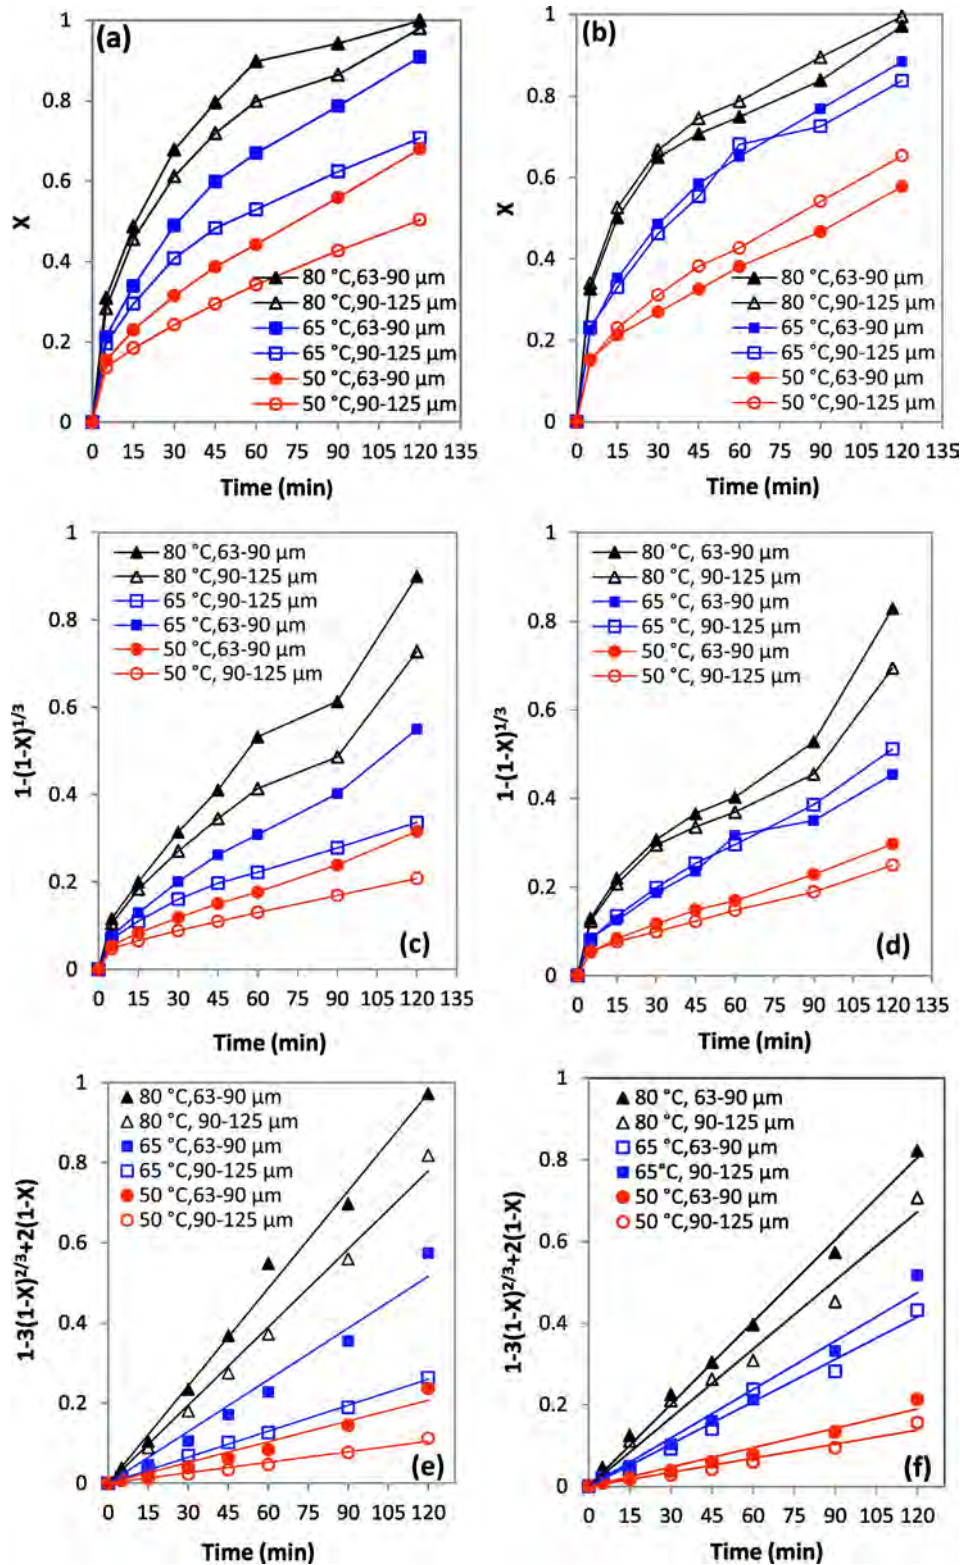 (a)
1
0.8
0.6
0.4
0.2
0
X
80 °C,63-90 µm
80 °C,90-125 µm
65 °C,63-90 µm
65 °C,90-125 µm
50 °C,63-90 µm
50 °C,90-125 µm
0 15 30 45 60 75 90 105 120 135
Time (min)
(b)
1
0.8
0.6
0.4
0.2
0
X
80 °C,63-90 µm
80 °C,90-125 µm
65 °C,63-90 µm
65 °C,90-125 µm
50 °C,63-90 µm
50 °C,90-125 µm
0 15 30 45 60 75 90 105 120 135
Time (min)
1
0.8
0.6
0.4
0.2
0
1-(1-X)^1/3
80 °C,63-90 µm
80 °C,90-125 µm
65 °C,90-125 µm
65 °C,63-90 µm
50 °C,63-90 µm
50 °C, 90-125 µm
(c)
0 15 30 45 60 75 90 105 120 135
Time (min)
1
0.8
0.6
0.4
0.2
0
1-(1-X)^1/3
80 °C, 63-90 µm
80 °C, 90-125 µm
65 °C, 63-90 µm
65 °C, 90-125 µm
50 °C, 63-90 µm
50 °C, 90-125 µm
(d)
0 15 30 45 60 75 90 105 120 135
Time (min)
1
0.8
0.6
0.4
0.2
0
1-3(1-X)^2/3+2(1-X)
80 °C,63-90 µm
80 °C, 90-125 µm
65 °C,63-90 µm
65 °C,90-125 µm
50 °C,63-90 µm
50 °C,90-125 µm
(e)
0 15 30 45 60 75 90 105 120
Time (min)
1
0.8
0.6
0.4
0.2
0
1-3(1-X)^2/3+2(1-X)
80 °C, 63-90 µm
80 °C, 90-125 µm
65 °C,63-90 µm
65°C, 90-125 µm
50 °C,63-90 µm
50 °C,90-125 µm
(f)
0 15 30 45 60 75 90 105 120
Time (min)